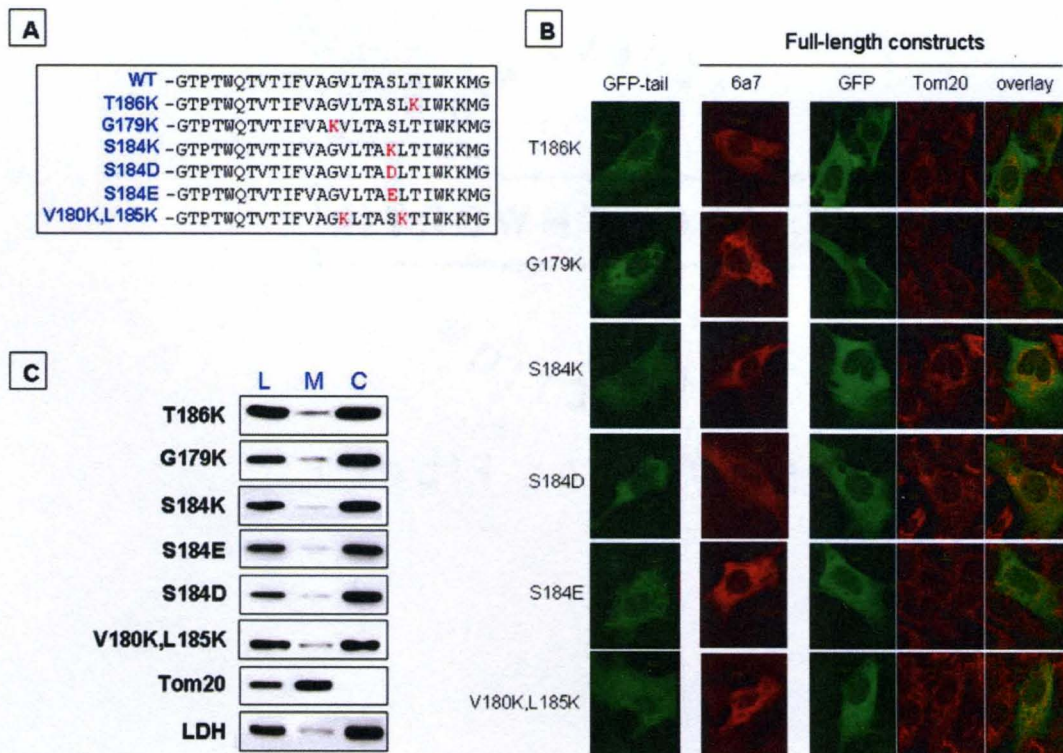 A
WT -GTPTWQTVTIFVAGVLTASLTIWKKMG
T186K -GTPTWQTVTIFVAGVLTASLKIWKKMG
G179K -GTPTWQTVTIFVAKVLTASLTIWKKMG
S184K -GTPTWQTVTIFVAGVLTAKLTIWKKMG
S184D -GTPTWQTVTIFVAGVLTADLTIWKKMG
S184E -GTPTWQTVTIFVAGVLTAELTIWKKMG
V180K,L185K -GTPTWQTVTIFVAGKLTASKTIWKKMG
B
Full-length constructs
GFP-tail 6a7 GFP Tom20 overlay
T186K
G179K
S184K
S184D
S184E
V180K,L185K
C
L M C
T186K
G179K
S184K
S184E
S184D
V180K,L185K
Tom20
LDH